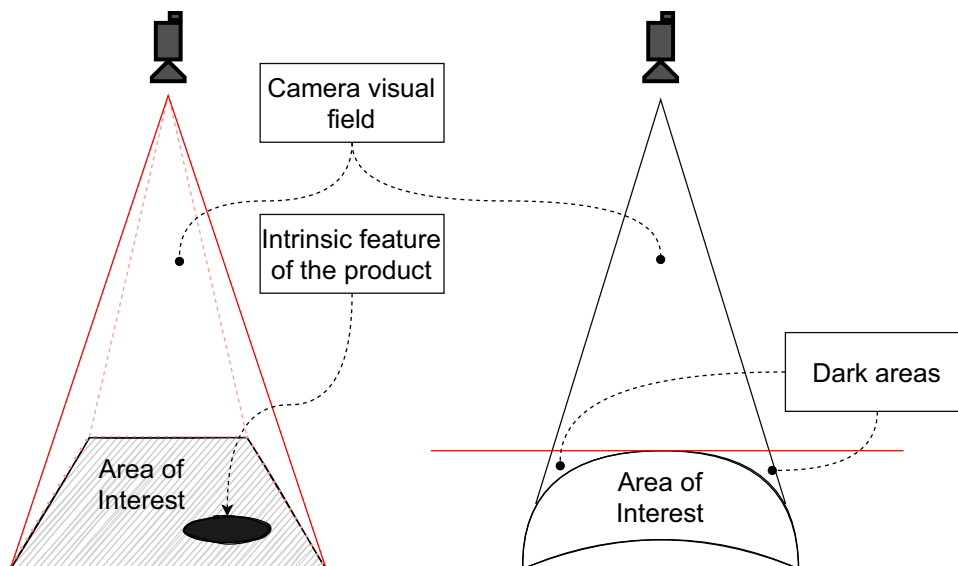 Camera visual
field
Intrinsic feature
of the product
Dark areas
Area of
Interest
Area of
Interest